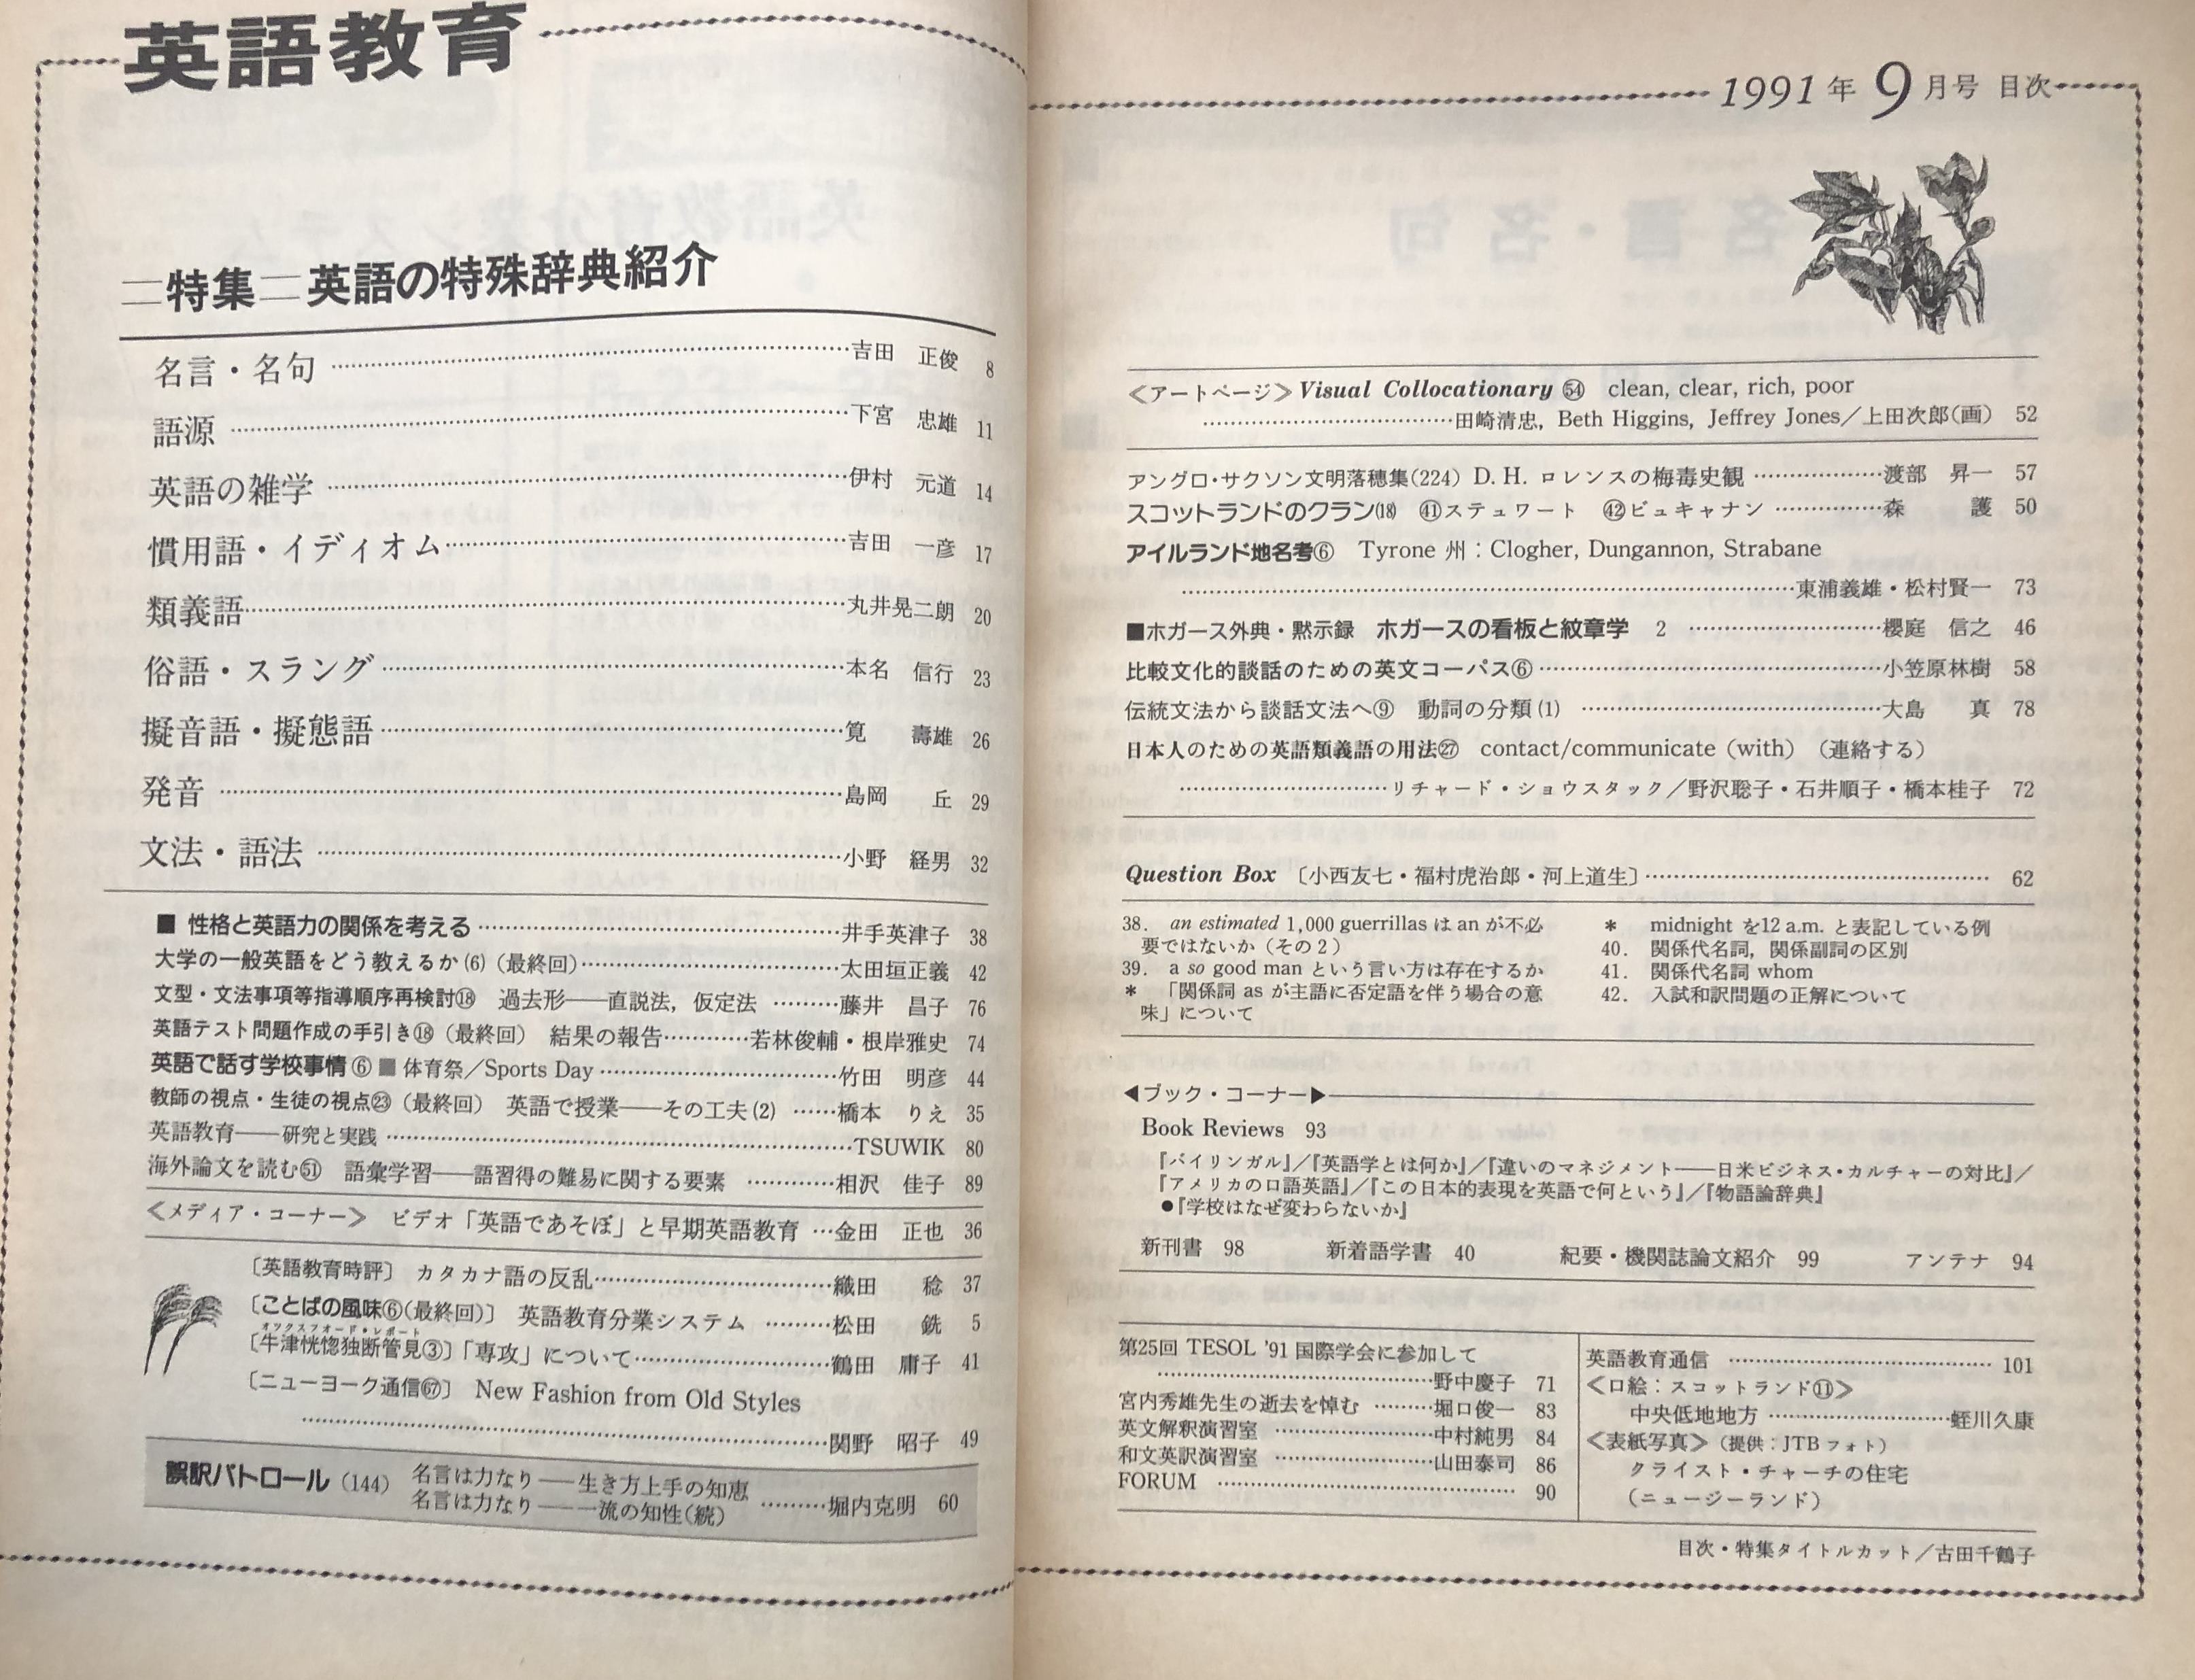 英語教育
＝特集＝英語の特殊辞典紹介
名言・名句……吉田　正俊　8
語源……下宮　忠雄　11
英語の雑学……伊村　元道　14
慣用語・イディオム……吉田　一彦　17
類義語……丸井晃二朗　20
俗語・スラング……本名　信行　23
擬音語・擬態語……筧　壽雄　26
発音……島岡　丘　29
文法・語法……小野　経男　32
■ 性格と英語力の関係を考える……井手英津子　38
大学の一般英語をどう教えるか(6)（最終回）……太田垣正義　42
文型・文法事項等指導順序再検討⑱　過去形——直説法，仮定法……藤井　昌子　76
英語テスト問題作成の手引き⑱（最終回）　結果の報告……若林俊輔・根岸雅史　74
英語で話す学校事情⑥■体育祭／Sports Day……竹田　明彦　44
教師の視点・生徒の視点㉓（最終回）　英語で授業——その工夫(2)……橋本　りえ　35
英語教育——研究と実践……TSUWIK　80
海外論文を読む㊿+1　語彙学習——語習得の難易に関する要素……相沢　佳子　89
＜メディア・コーナー＞　ビデオ「英語であそぼ」と早期英語教育…金田　正也　36
〔英語教育時評〕　カタカナ語の反乱……織田　稔　37
〔ことばの風味⑥(最終回)〕　英語教育分業システム……松田　銑　5
オックスフォード・レポート
〔牛津恍惚独断管見③〕「専攻」について……鶴田　庸子　41
〔ニューヨーク通信(67)〕　New Fashion from Old Styles
……関野　昭子　49
誤訳パトロール（144）　名言は力なり——生き方上手の知恵
名言は力なり——一流の知性(続)……堀内克明　60
1991年9月号 目次
＜アートページ＞Visual Collocationary (54)　clean, clear, rich, poor
……田崎清忠, Beth Higgins, Jeffrey Jones／上田次郎(画)　52
アングロ・サクソン文明落穂集(224) D. H. ロレンスの梅毒史観……渡部　昇一　57
スコットランドのクラン⒅　㊶ステュワート　㊷ビュキャナン……森　護　50
アイルランド地名考⑥　Tyrone 州：Clogher, Dungannon, Strabane
……東浦義雄・松村賢一　73
■ホガース外典・黙示録　ホガースの看板と紋章学　2……櫻庭　信之　46
比較文化的談話のための英文コーパス⑥……小笠原林樹　58
伝統文法から談話文法へ⑨　動詞の分類(1)……大島　真　78
日本人のための英語類義語の用法㉗　contact/communicate (with)（連絡する）
……リチャード・ショウスタック／野沢聡子・石井順子・橋本桂子　72
Question Box〔小西友七・福村虎治郎・河上道生〕……62
38. an estimated 1,000 guerrillas は an が不必
要ではないか（その2）
39. a so good man という言い方は存在するか
＊　「関係詞 as が主語に否定語を伴う場合の意
味」について
＊　midnight を12 a.m. と表記している例
40. 関係代名詞，関係副詞の区別
41. 関係代名詞 whom
42. 入試和訳問題の正解について
◀ブック・コーナー▶
Book Reviews　93
『バイリンガル』／『英語学とは何か』／『違いのマネジメント——日米ビジネス・カルチャーの対比』／
『アメリカの口語英語』／『この日本的表現を英語で何という』／『物語論辞典』
●『学校はなぜ変わらないか』
新刊書　98　新着語学書　40　紀要・機関誌論文紹介　99　アンテナ　94
第25回 TESOL '91 国際学会に参加して
……野中慶子　71
宮内秀雄先生の逝去を悼む……堀口俊一　83
英文解釈演習室……中村純男　84
和文英訳演習室……山田泰司　86
FORUM……90
英語教育通信……101
＜口絵：スコットランド⑪＞
中央低地地方……蛭川久康
＜表紙写真＞（提供：JTBフォト）
クライスト・チャーチの住宅
（ニュージーランド）
目次・特集タイトルカット／古田千鶴子